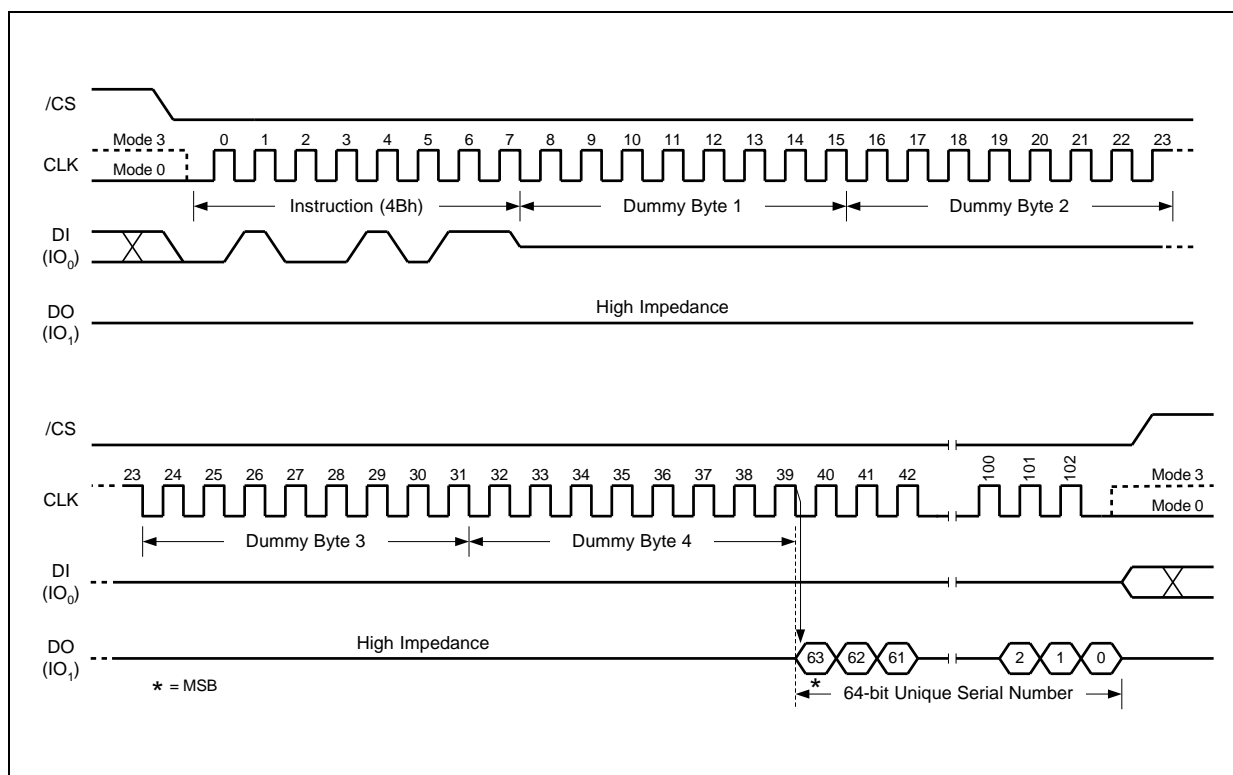 /CS
Mode 3
0 1 2 3 4 5 6 7 8 9 10 11 12 13 14 15 16 17 18 19 20 21 22 23
CLK
Mode 0
Instruction (4Bh) Dummy Byte 1 Dummy Byte 2
DI
(IO0)
High Impedance
DO
(IO1)
/CS
23 24 25 26 27 28 29 30 31 32 33 34 35 36 37 38 39 40 41 42 100 101 102
Mode 3
CLK
Mode 0
Dummy Byte 3 Dummy Byte 4
DI
(IO0)
High Impedance
DO
(IO1)
63 62 61 2 1 0
* = MSB
*
64-bit Unique Serial Number